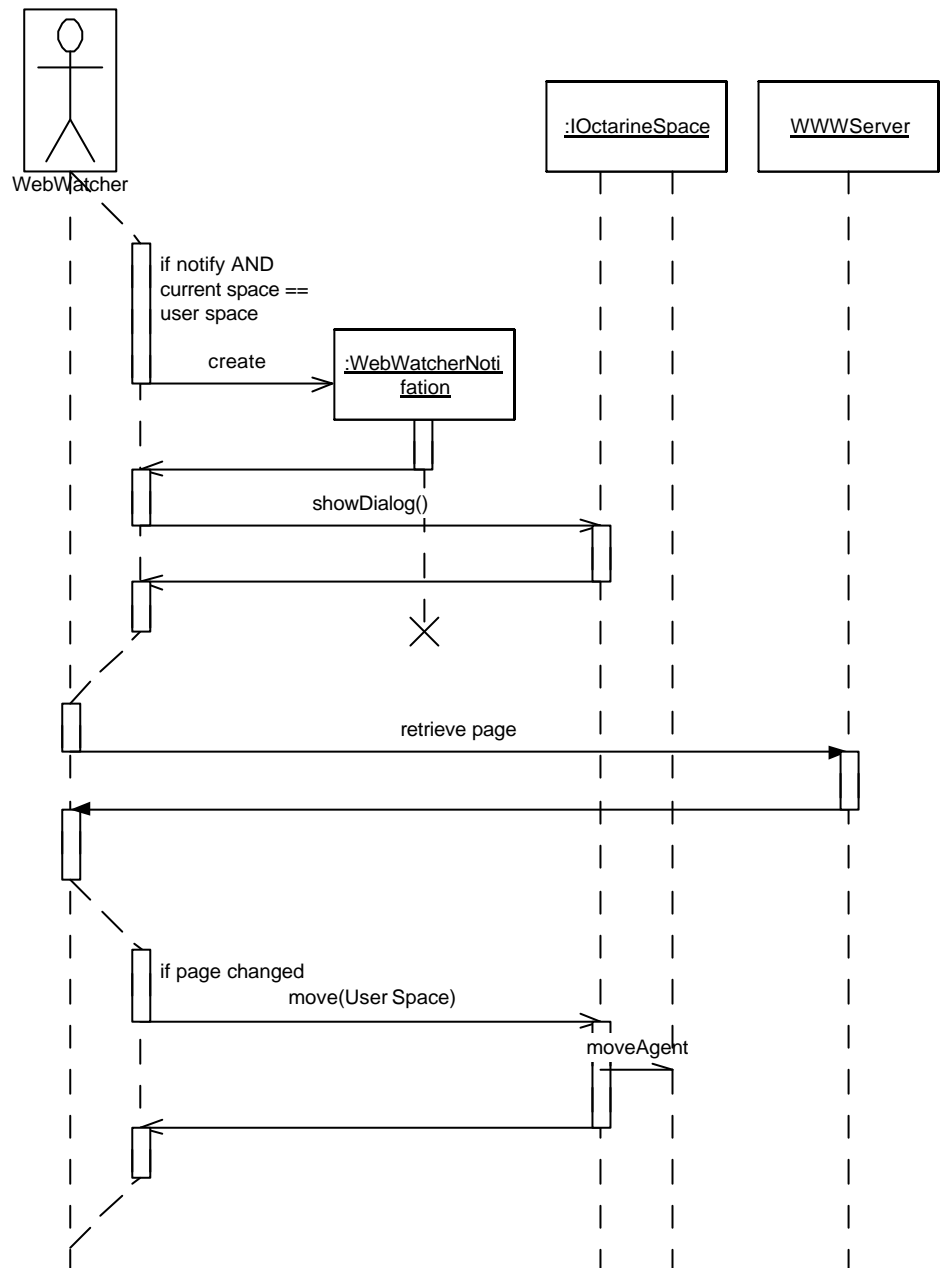 :IOctarineSpace
WWWServer
WebWatcher
if notify AND
current space ==
user space
create
:WebWatcherNoti
fation
showDialog()
retrieve page
if page changed
move(User Space)
moveAgent